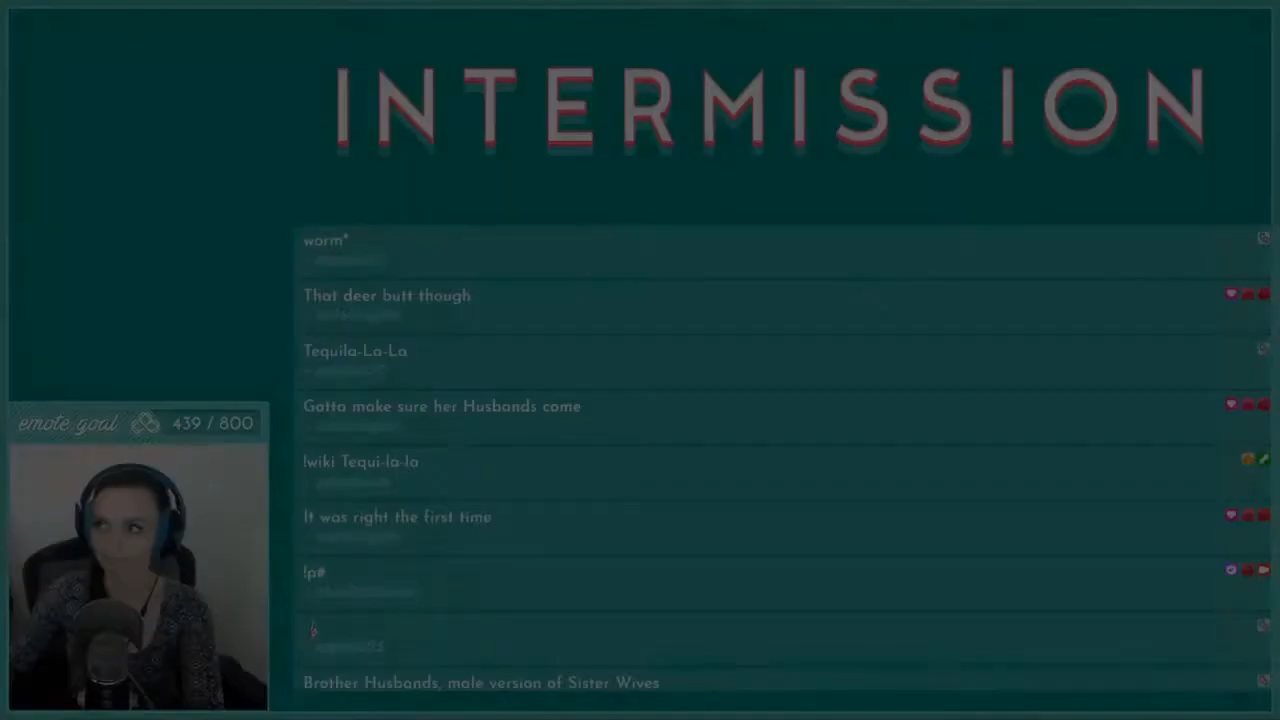 INTERMISSION
worm*
That deer butt though
Tequila-La-La
Gotta make sure her Husbands come
emote goal 439 / 800
!wiki Tequi-la-la
It was right the first time
!p#
Brother Husbands, male version of Sister Wives